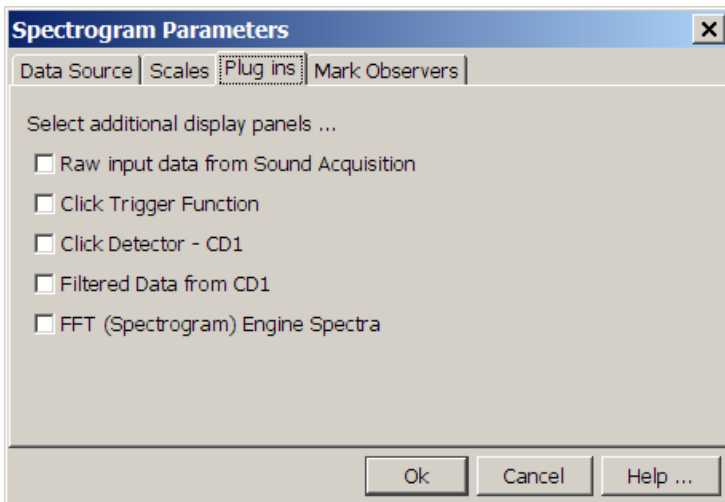 Spectrogram Parameters
Data Source Scales Plug ins Mark Observers
Select additional display panels ...
Raw input data from Sound Acquisition
Click Trigger Function
Click Detector - CD1
Filtered Data from CD1
FFT (Spectrogram) Engine Spectra
Ok Cancel Help ...